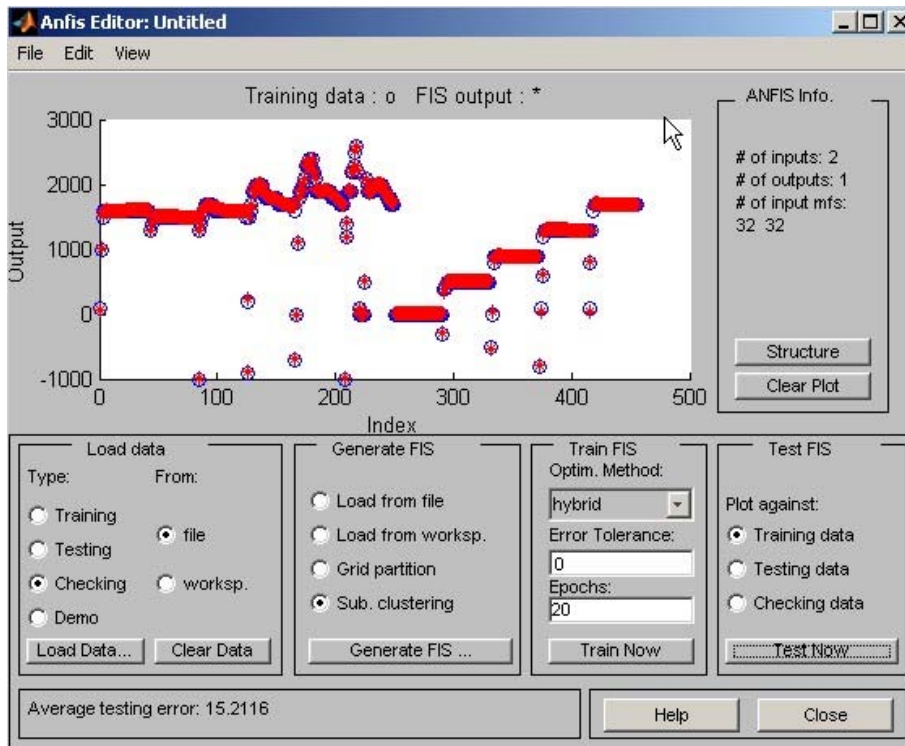 Anfis Editor: Untitled
File Edit View
Training data : o FIS output : *
3000
2000
1000
0
-1000
Output
0 100 200 300 400 500
Index
ANFIS Info.
# of inputs: 2
# of outputs: 1
# of input mfs:
32 32
Structure
Clear Plot
Load data
Type: From:
Training
Testing
Checking
Demo
file
worksp.
Load Data... Clear Data
Generate FIS
Load from file
Load from worksp.
Grid partition
Sub. clustering
Generate FIS ...
Train FIS
Optim. Method:
hybrid
Error Tolerance:
0
Epochs:
20
Train Now
Test FIS
Plot against:
Training data
Testing data
Checking data
Test Now
Average testing error: 15.2116
Help Close